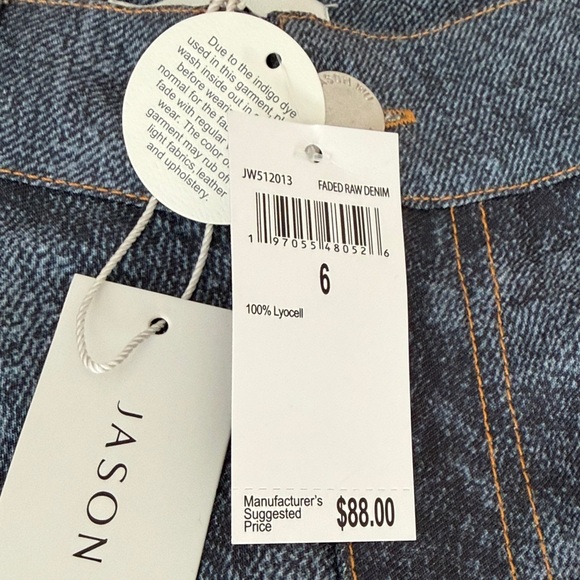 Due to the indigo dye
used in this garment,
wash inside out in
before
normal for the
fade with regular
wear. The color
garment may rub off
light fabrics, leather
and upholstery.
JW512013 FADED RAW DENIM
1 97055 48052 6
6
100% Lyocell
Manufacturer's
Suggested
Price
$88.00
JASON